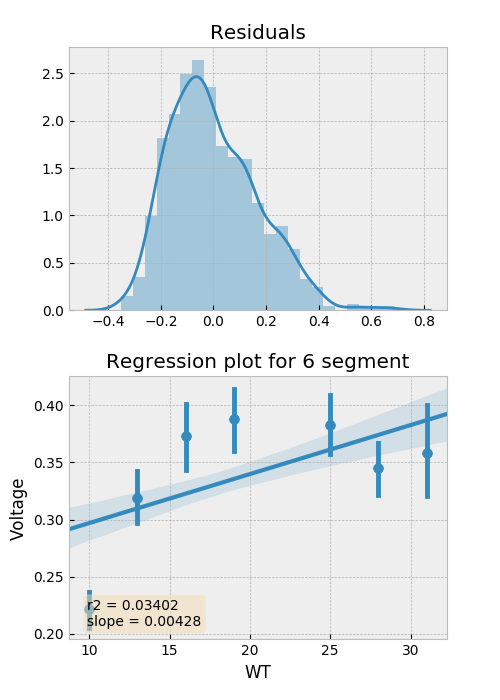 Residuals
2.5
2.0
1.5
1.0
0.5
0.0
−0.4 −0.2 0.0 0.2 0.4 0.6 0.8
Regression plot for 6 segment
0.40
0.35
0.30
0.25
0.20
Voltage
r2 = 0.03402
slope = 0.00428
10 15 20 25 30
WT